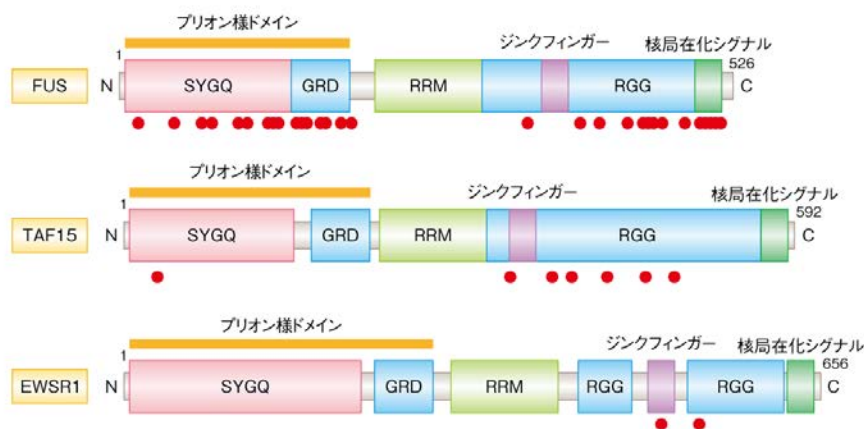 プリオン様ドメイン
ジンクフィンガー 核局在化シグナル
1 526
FUS N SYGQ GRD RRM RGG C
プリオン様ドメイン
ジンクフィンガー 核局在化シグナル
1 592
TAF15 N SYGQ GRD RRM RGG C
プリオン様ドメイン
ジンクフィンガー 核局在化シグナル
1 656
EWSR1 N SYGQ GRD RRM RGG RGG C